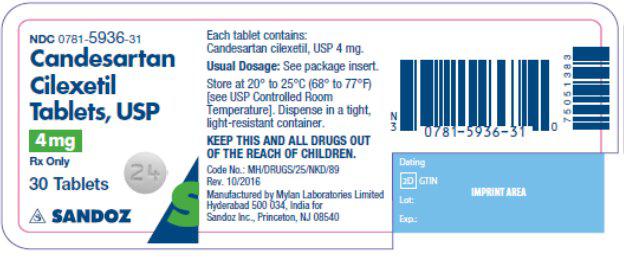 NDC 0781-5936-31
Candesartan
Cilexetil
Tablets, USP
4 mg
Rx Only
30 Tablets
24
S SANDOZ
S
Each tablet contains:
Candesartan cilexetil, USP 4 mg.
Usual Dosage: See package insert.
Store at 20° to 25°C (68° to 77°F)
[see USP Controlled Room
Temperature]. Dispense in a tight,
light-resistant container.
KEEP THIS AND ALL DRUGS OUT
OF THE REACH OF CHILDREN.
Code No.: MH/DRUGS/25/NKD/89
Rev. 10/2016
Manufactured by Mylan Laboratories Limited
Hyderabad 500 034, India for
Sandoz Inc., Princeton, NJ 08540
N
3 0781-5936-31 0
75051383
Dating
2D GTIN
Lot:
Exp.:
IMPRINT AREA